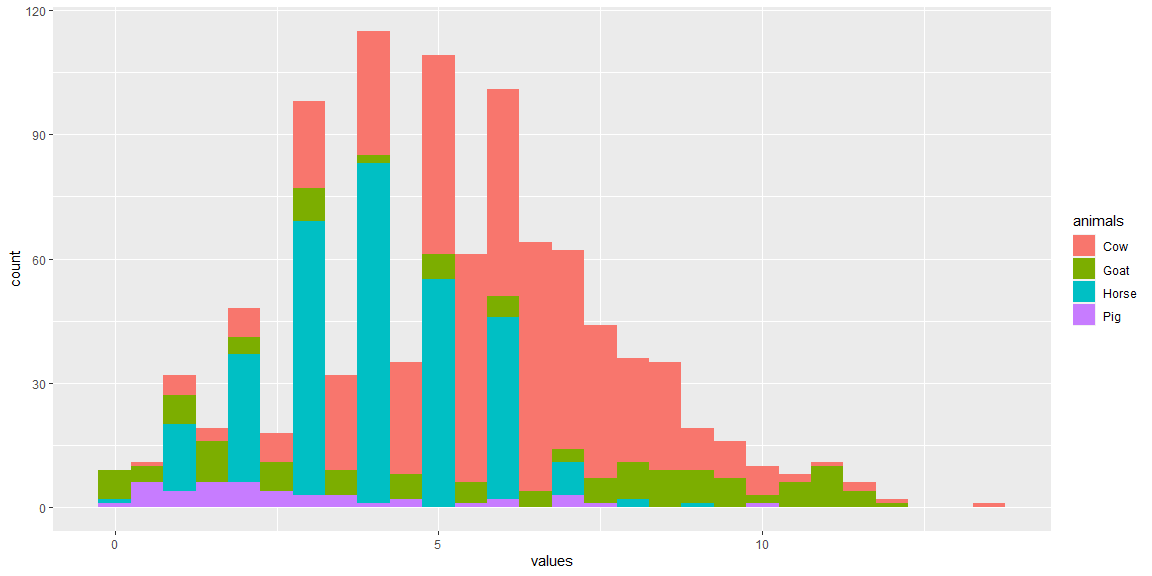 120
90
60
30
0
count
0 5 10
values
animals
Cow
Goat
Horse
Pig